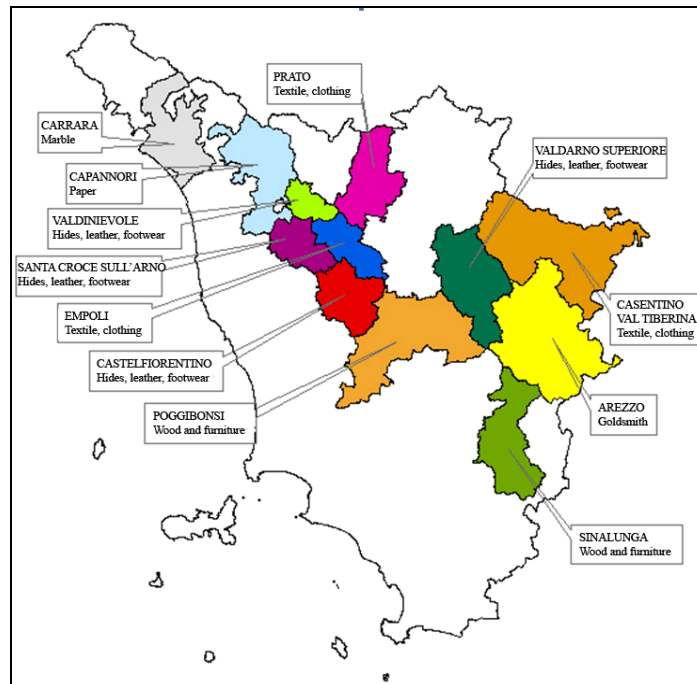 PRATO
Textile, clothing
CARRARA
Marble
VALDARNO SUPERIORE
Hides, leather, footwear
CAPANNORI
Paper
VALDINIEVOLE
Hides, leather, footwear
SANTA CROCE SULL'ARNO
Hides, leather, footwear
CASENTINO
VAL TIBERINA
Textile, clothing
EMPOLI
Textile, clothing
CASTELFIORENTINO
Hides, leather, footwear
POGGIBONSI
Wood and furniture
AREZZO
Goldsmith
SINALUNGA
Wood and furniture